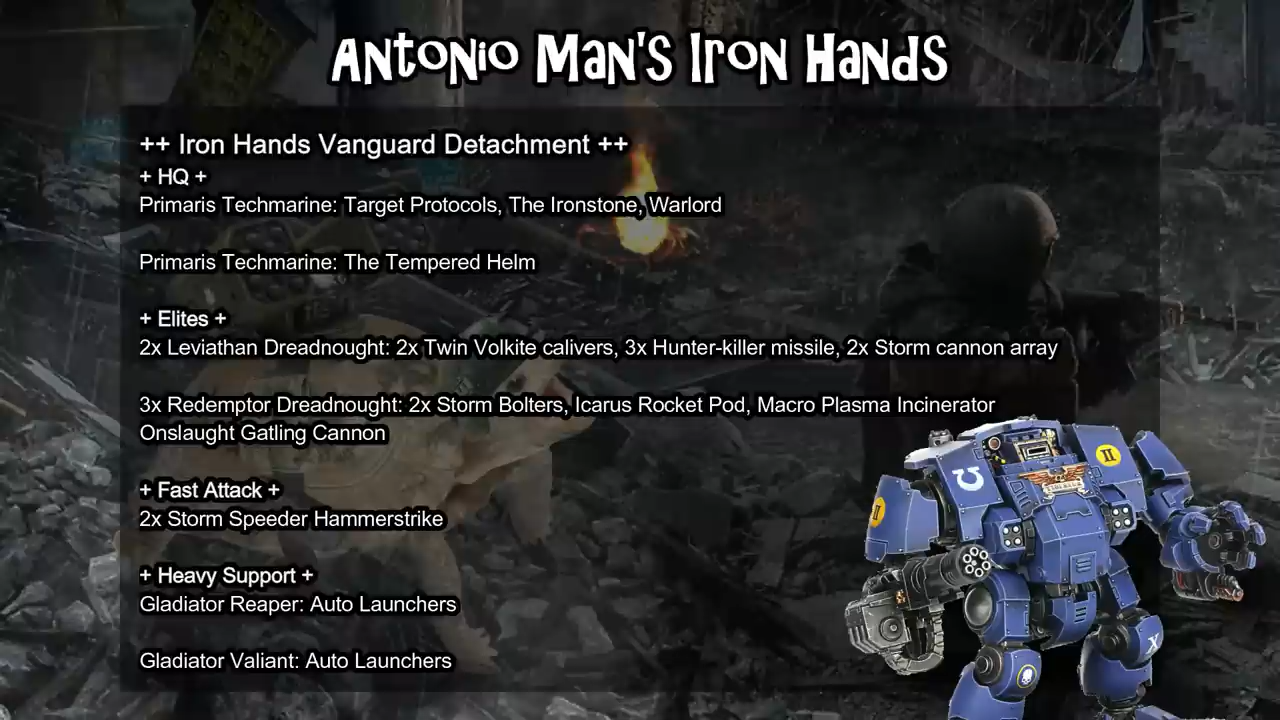 Antonio Man's Iron Hands
++ Iron Hands Vanguard Detachment ++
+ HQ +
Primaris Techmarine: Target Protocols, The Ironstone, Warlord
Primaris Techmarine: The Tempered Helm
+ Elites +
2x Leviathan Dreadnought: 2x Twin Volkite calivers, 3x Hunter-killer missile, 2x Storm cannon array
3x Redemptor Dreadnought: 2x Storm Bolters, Icarus Rocket Pod, Macro Plasma Incinerator
Onslaught Gatling Cannon
+ Fast Attack +
2x Storm Speeder Hammerstrike
+ Heavy Support +
Gladiator Reaper: Auto Launchers
Gladiator Valiant: Auto Launchers
II
II
X